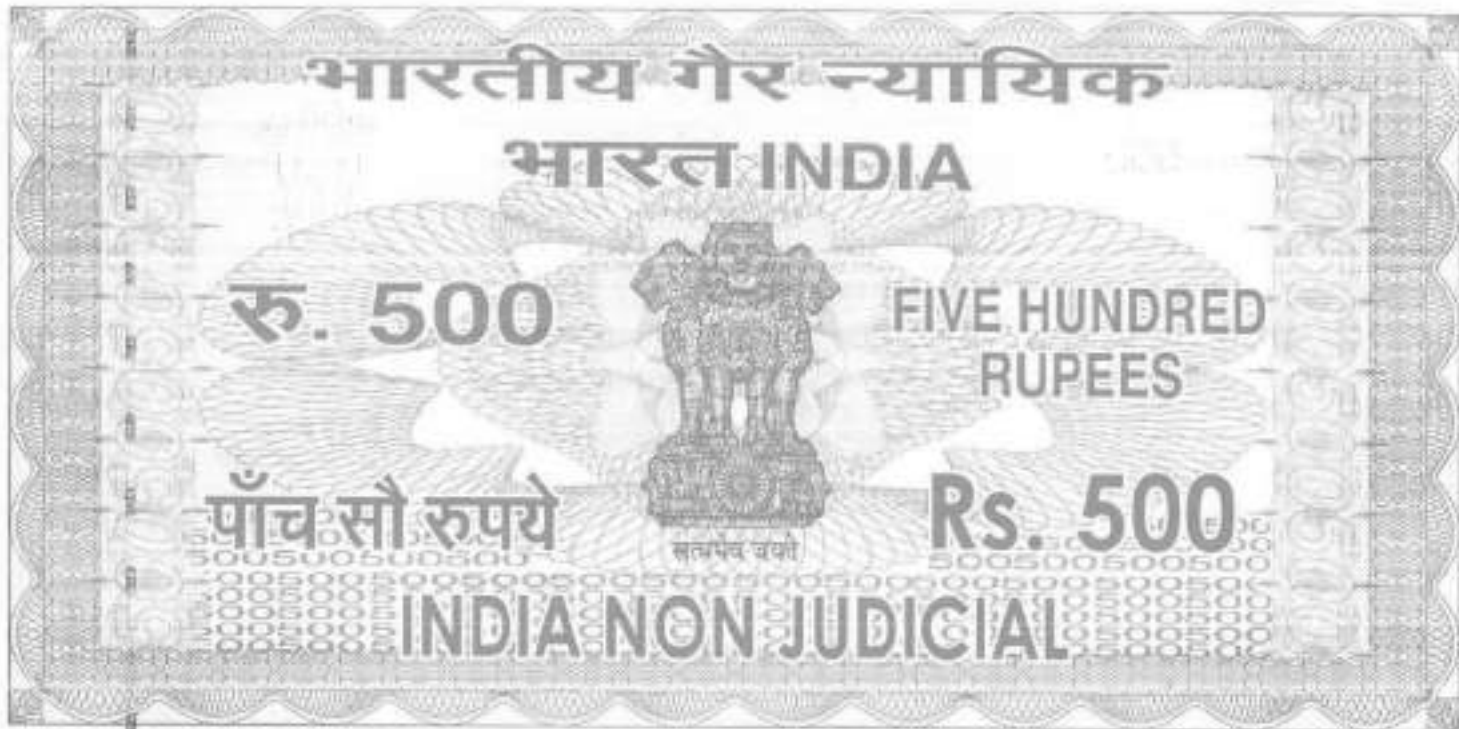 भारतीय गैर न्यायिक
भारत INDIA
रु. 500
FIVE HUNDRED
RUPEES
पाँच सौ रुपये
Rs. 500
सत्यमेव जयते
INDIA NON JUDICIAL